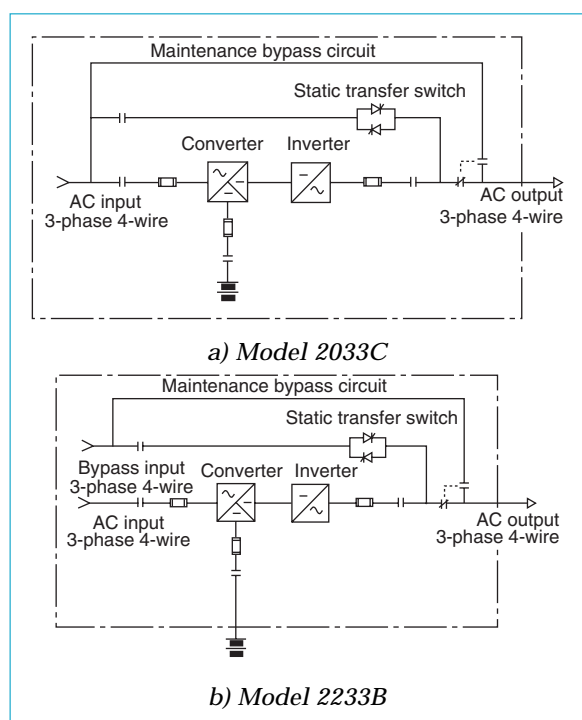 Maintenance bypass circuit
Static transfer switch
Converter
Inverter
AC input
3-phase 4-wire
AC output
3-phase 4-wire
a) Model 2033C
Maintenance bypass circuit
Static transfer switch
Bypass input
3-phase 4-wire
Converter
Inverter
AC input
3-phase 4-wire
AC output
3-phase 4-wire
b) Model 2233B